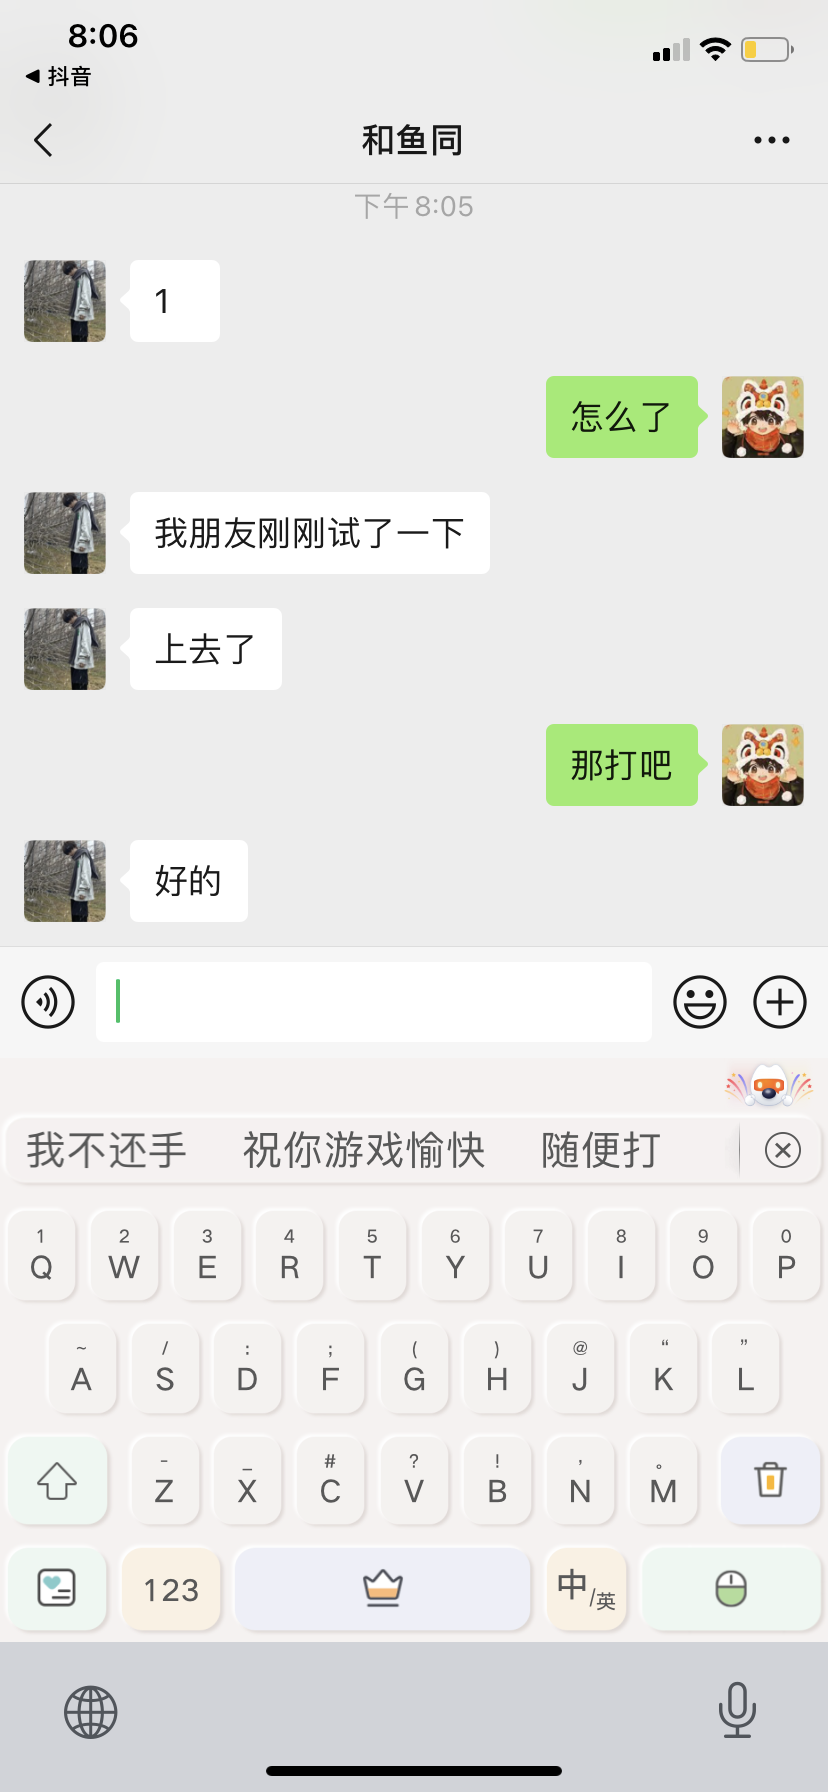 8:06
抖音
和鱼同
下午8:05
1
怎么了
我朋友刚刚试了一下
上去了
那打吧
好的
我不还手 祝你游戏愉快 随便打
1 2 3 4 5 6 7 8 9 0
Q W E R T Y U I O P
~ / : ; ( ) @ “ ”
A S D F G H J K L
- _ # ? ! , 。
Z X C V B N M
123 中/英